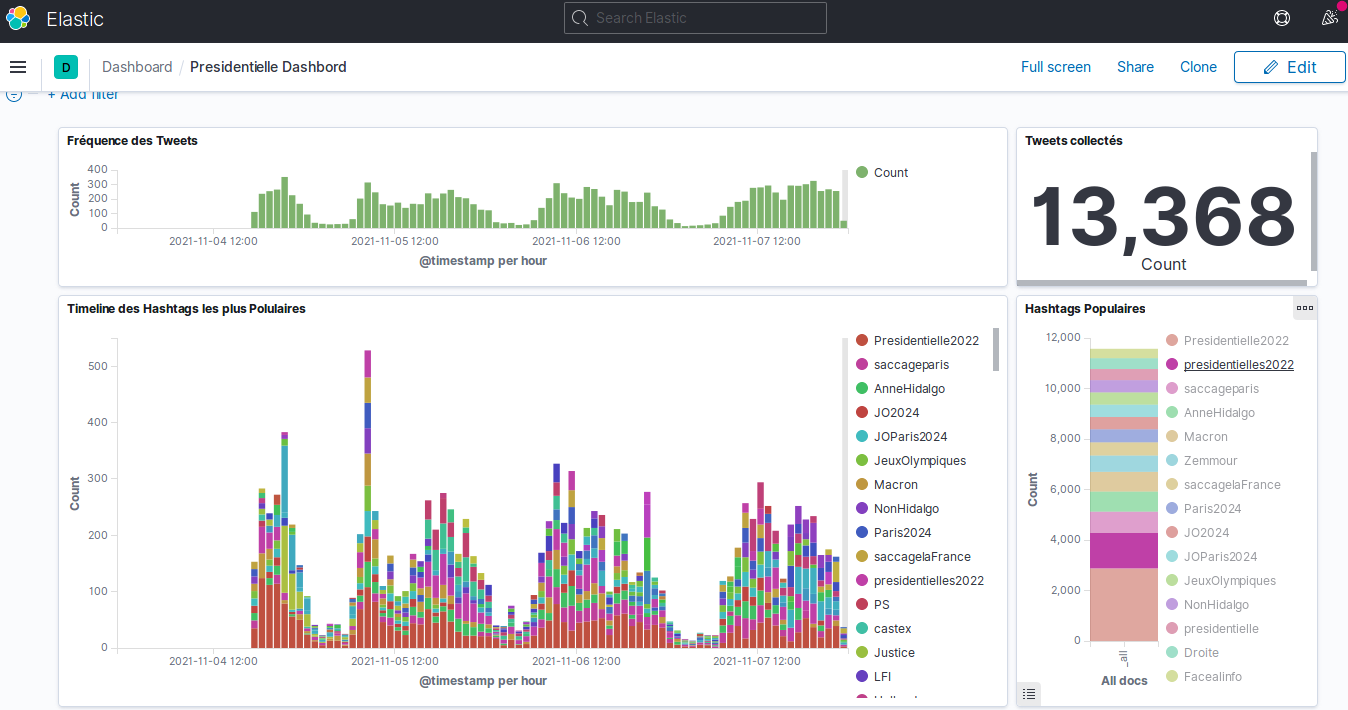 Elastic
Search Elastic
D
Dashboard / Presidentielle Dashbord
Full screen
Share
Clone
Edit
+ Add filter
Fréquence des Tweets
400
300
200
100
0
Count
2021-11-04 12:00
2021-11-05 12:00
2021-11-06 12:00
2021-11-07 12:00
@timestamp per hour
Count
Tweets collectés
13,368
Count
Timeline des Hashtags les plus Polulaires
500
400
300
200
100
0
Count
2021-11-04 12:00
2021-11-05 12:00
2021-11-06 12:00
2021-11-07 12:00
@timestamp per hour
Presidentielle2022
saccageparis
AnneHidalgo
JO2024
JOParis2024
JeuxOlympiques
Macron
NonHidalgo
Paris2024
saccagelaFrance
presidentielles2022
PS
castex
Justice
LFI
Hashtags Populaires
12,000
10,000
8,000
6,000
4,000
2,000
0
Count
_all
All docs
Presidentielle2022
presidentielles2022
saccageparis
AnneHidalgo
Macron
Zemmour
saccagelaFrance
Paris2024
JO2024
JOParis2024
JeuxOlympiques
NonHidalgo
presidentielle
Droite
FaceaIinfo